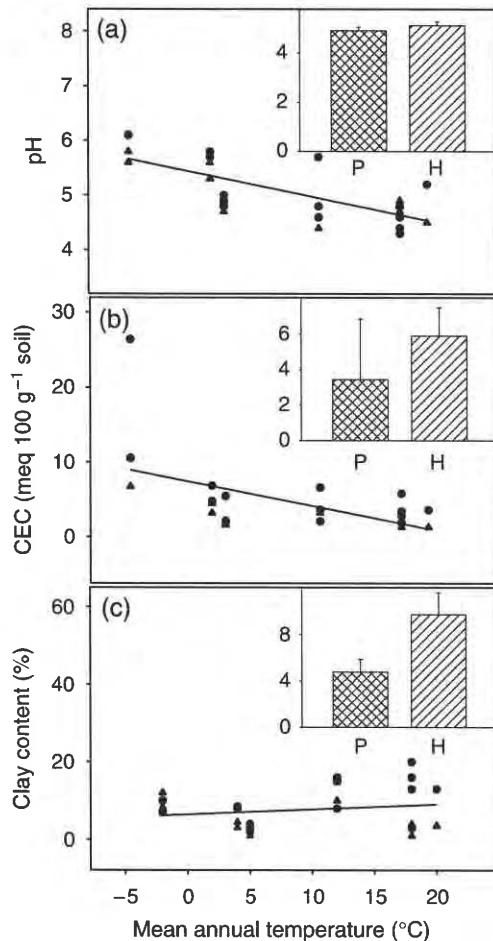 (a)
pH
8
7
6
5
4
4
2
0
P H
(b)
CEC (meq 100 g⁻¹ soil)
30
20
10
0
6
4
2
0
P H
(c)
Clay content (%)
60
40
20
0
8
4
0
P H
−5 0 5 10 15 20
Mean annual temperature (°C)